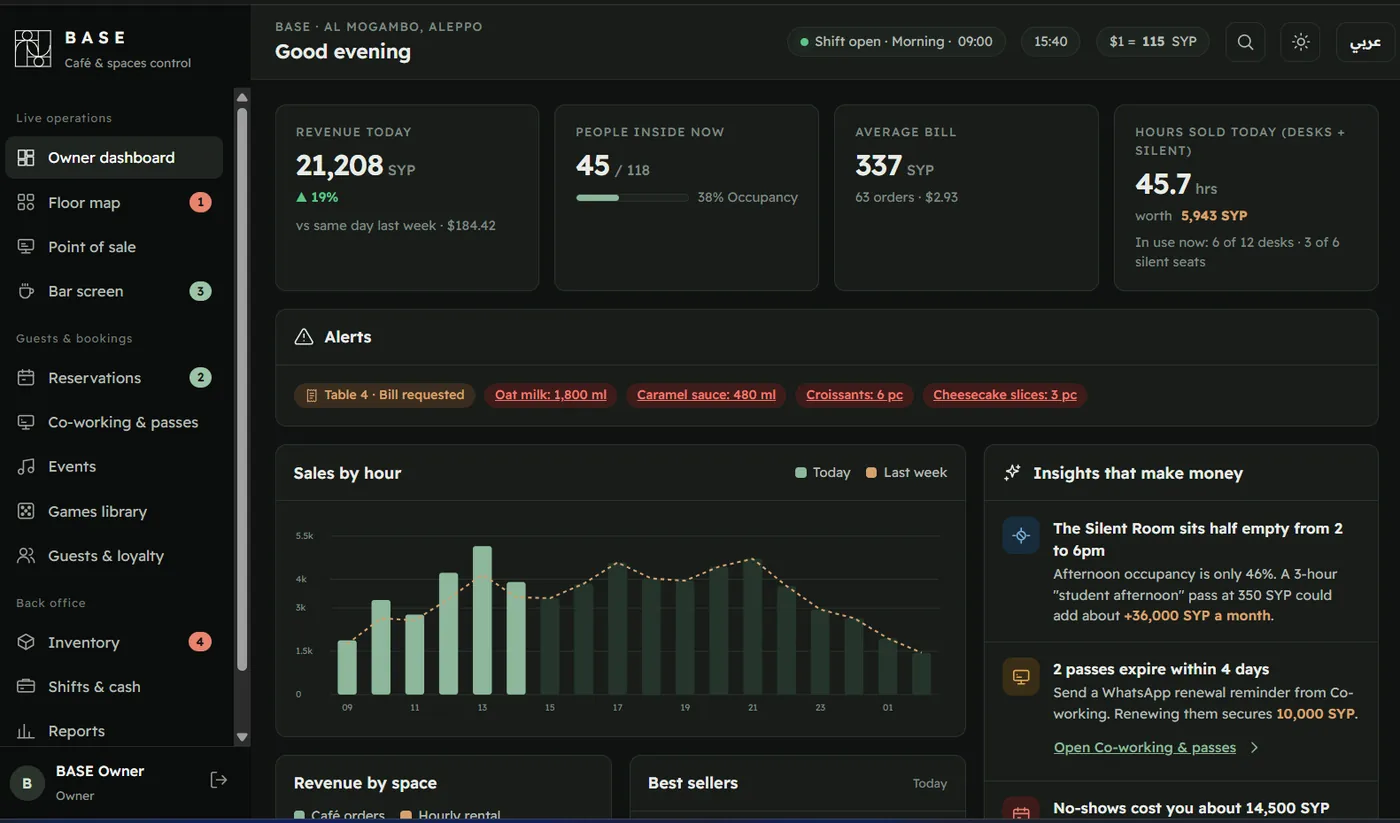 BASE
Café & spaces control
Live operations
Owner dashboard
Floor map 1
Point of sale
Bar screen 3
Guests & bookings
Reservations 2
Co-working & passes
Events
Games library
Guests & loyalty
Back office
Inventory 4
Shifts & cash
Reports
B
BASE Owner
Owner
BASE · AL MOGAMBO, ALEPPO
Good evening
Shift open · Morning · 09:00
15:40
$1 = 115 SYP
عربي
REVENUE TODAY
21,208 SYP
▲ 19%
vs same day last week · $184.42
PEOPLE INSIDE NOW
45 / 118
38% Occupancy
AVERAGE BILL
337 SYP
63 orders · $2.93
HOURS SOLD TODAY (DESKS +
SILENT)
45.7 hrs
worth 5,943 SYP
In use now: 6 of 12 desks · 3 of 6
silent seats
Alerts
Table 4 · Bill requested
Oat milk: 1,800 ml
Caramel sauce: 480 ml
Croissants: 6 pc
Cheesecake slices: 3 pc
Sales by hour
Today
Last week
5.5k
4k
3k
1.5k
0
09 11 13 15 17 19 21 23 01
Insights that make money
The Silent Room sits half empty from 2
to 6pm
Afternoon occupancy is only 46%. A 3-hour
"student afternoon" pass at 350 SYP could
add about +36,000 SYP a month.
2 passes expire within 4 days
Send a WhatsApp renewal reminder from Co-
working. Renewing them secures 10,000 SYP.
Open Co-working & passes
No-shows cost you about 14,500 SYP
Revenue by space
Café orders
Hourly rental
Best sellers
Today